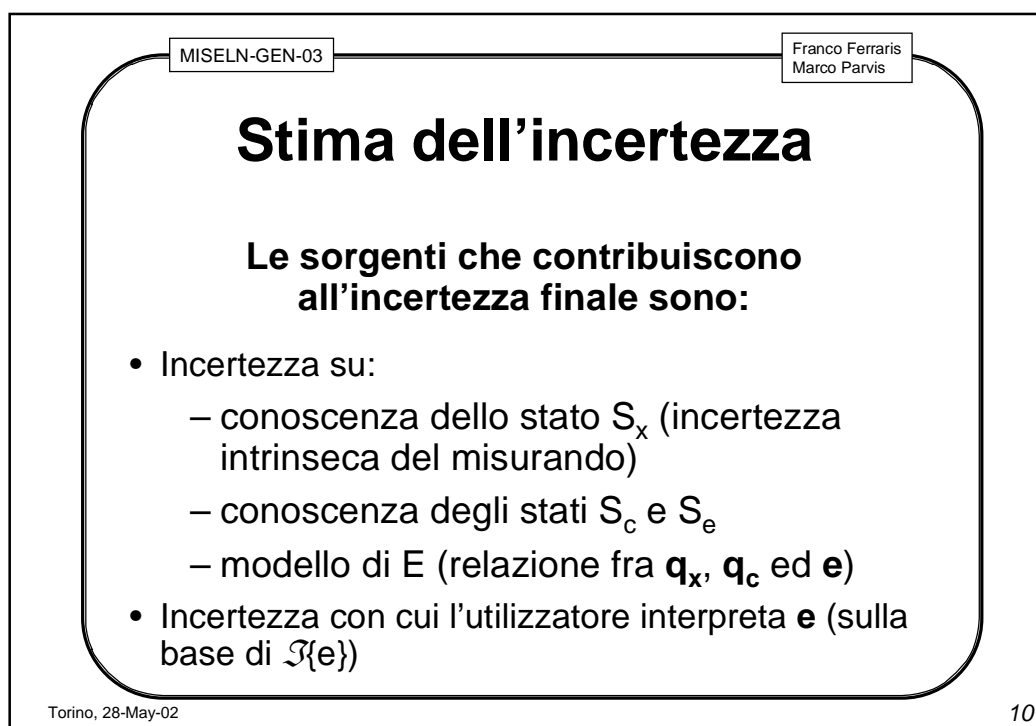 MISELN-GEN-03
Franco Ferraris
Marco Parvis
Stima dell'incertezza
Le sorgenti che contribuiscono
all'incertezza finale sono:
• Incertezza su:
– conoscenza dello stato Sx (incertezza
intrinseca del misurando)
– conoscenza degli stati Sc e Se
– modello di E (relazione fra qx, qc ed e)
• Incertezza con cui l'utilizzatore interpreta e (sulla
base di ℑ{e})
Torino, 28-May-02
10